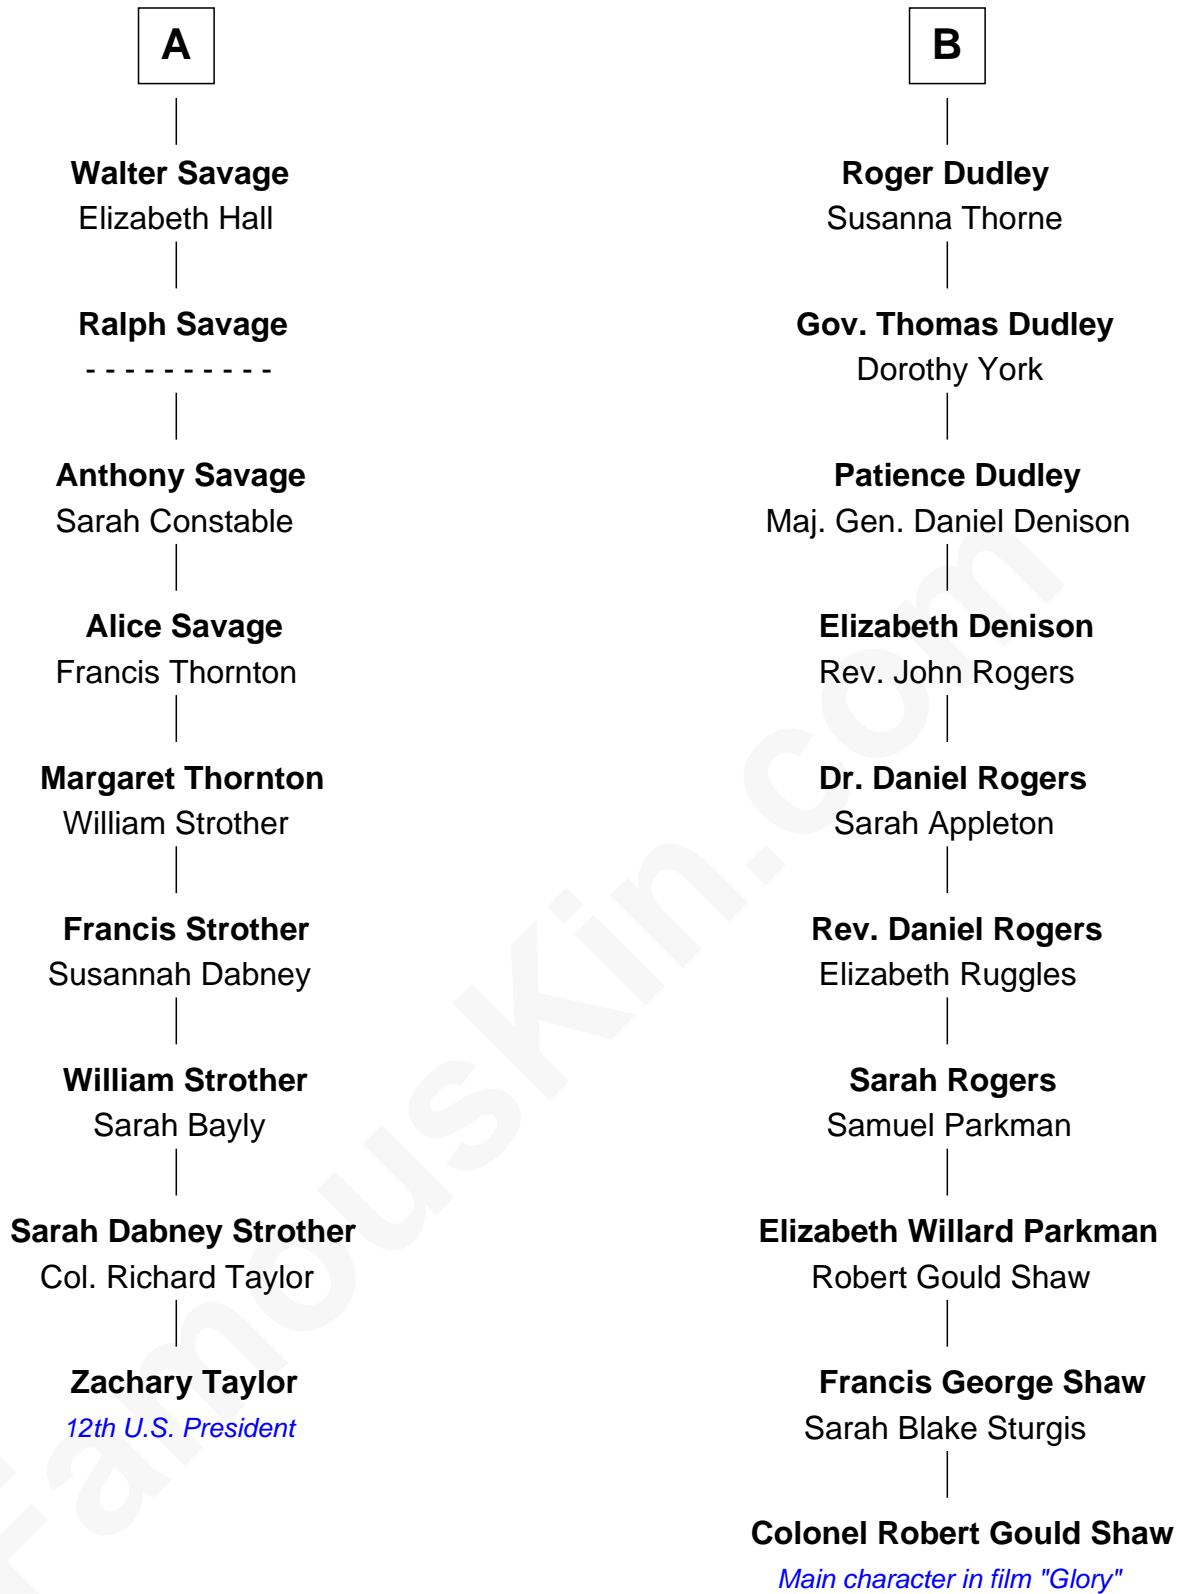 A
Walter Savage
Elizabeth Hall
Ralph Savage
- - - - - - - - - -
Anthony Savage
Sarah Constable
Alice Savage
Francis Thornton
Margaret Thornton
William Strother
Francis Strother
Susannah Dabney
William Strother
Sarah Bayly
Sarah Dabney Strother
Col. Richard Taylor
Zachary Taylor
12th U.S. President
B
Roger Dudley
Susanna Thorne
Gov. Thomas Dudley
Dorothy York
Patience Dudley
Maj. Gen. Daniel Denison
Elizabeth Denison
Rev. John Rogers
Dr. Daniel Rogers
Sarah Appleton
Rev. Daniel Rogers
Elizabeth Ruggles
Sarah Rogers
Samuel Parkman
Elizabeth Willard Parkman
Robert Gould Shaw
Francis George Shaw
Sarah Blake Sturgis
Colonel Robert Gould Shaw
Main character in film "Glory"
FamousKin.com